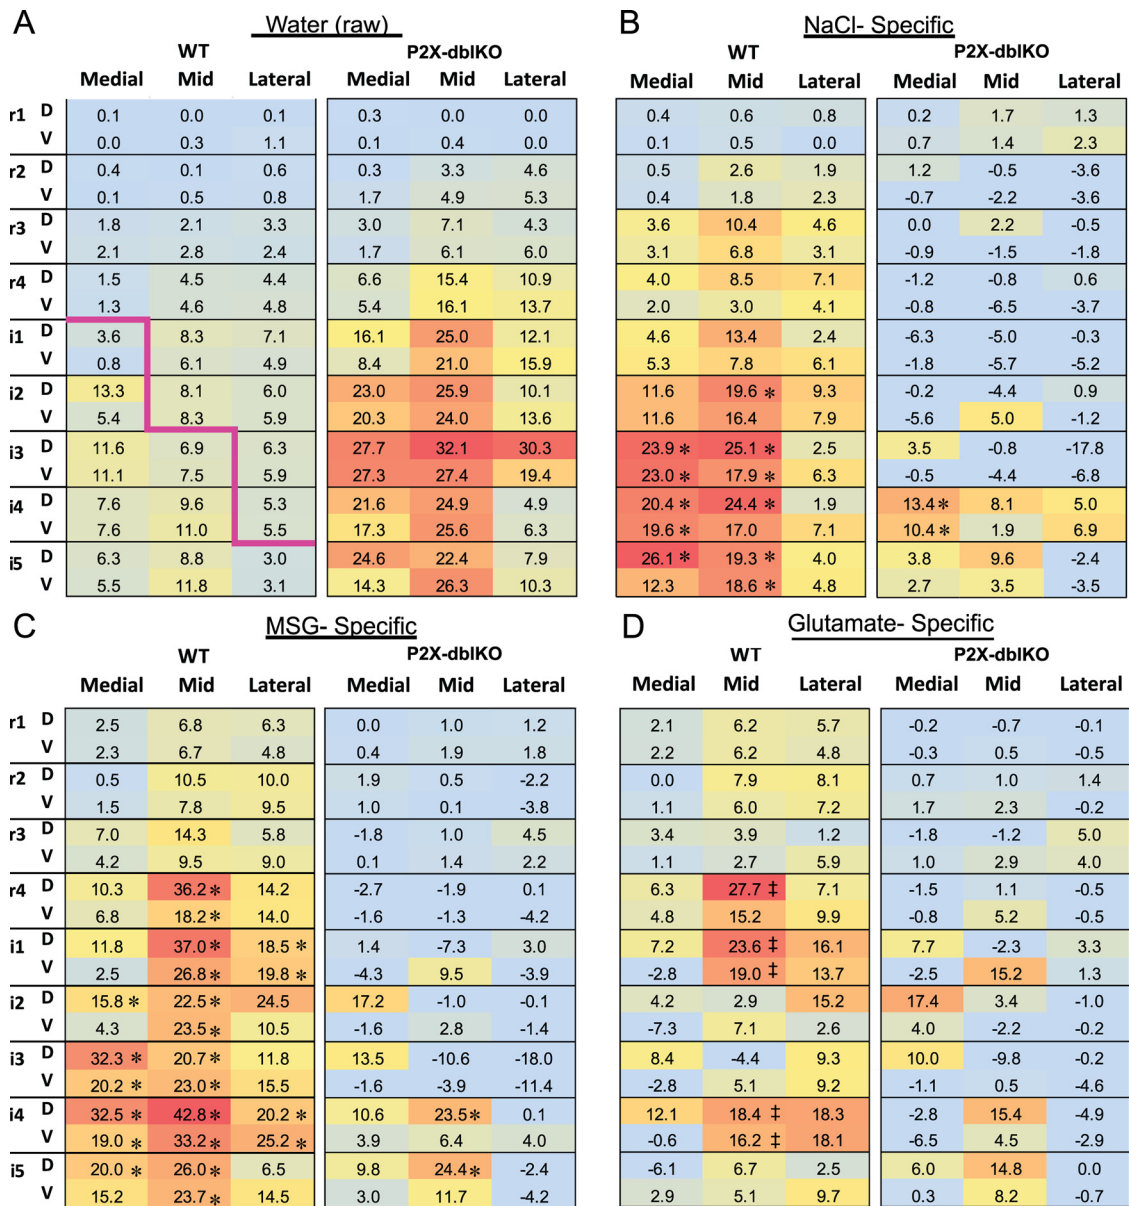 A Water (raw) B NaCl- Specific
WT P2X-dblKO WT P2X-dblKO
Medial Mid Lateral Medial Mid Lateral Medial Mid Lateral Medial Mid Lateral
r1 D 0.1 0.0 0.1 0.3 0.0 0.0 0.4 0.6 0.8 0.2 1.7 1.3
V 0.0 0.3 1.1 0.1 0.4 0.0 0.1 0.5 0.0 0.7 1.4 2.3
r2 D 0.4 0.1 0.6 0.3 3.3 4.6 0.5 2.6 1.9 1.2 -0.5 -3.6
V 0.1 0.5 0.8 1.7 4.9 5.3 0.4 1.8 2.3 -0.7 -2.2 -3.6
r3 D 1.8 2.1 3.3 3.0 7.1 4.3 3.6 10.4 4.6 0.0 2.2 -0.5
V 2.1 2.8 2.4 1.7 6.1 6.0 3.1 6.8 3.1 -0.9 -1.5 -1.8
r4 D 1.5 4.5 4.4 6.6 15.4 10.9 4.0 8.5 7.1 -1.2 -0.8 0.6
V 1.3 4.6 4.8 5.4 16.1 13.7 2.0 3.0 4.1 -0.8 -6.5 -3.7
i1 D 3.6 8.3 7.1 16.1 25.0 12.1 4.6 13.4 2.4 -6.3 -5.0 -0.3
V 0.8 6.1 4.9 8.4 21.0 15.9 5.3 7.8 6.1 -1.8 -5.7 -5.2
i2 D 13.3 8.1 6.0 23.0 25.9 10.1 11.6 19.6 * 9.3 -0.2 -4.4 0.9
V 5.4 8.3 5.9 20.3 24.0 13.6 11.6 16.4 7.9 -5.6 5.0 -1.2
i3 D 11.6 6.9 6.3 27.7 32.1 30.3 23.9 * 25.1 * 2.5 3.5 -0.8 -17.8
V 11.1 7.5 5.9 27.3 27.4 19.4 23.0 * 17.9 * 6.3 -0.5 -4.4 -6.8
i4 D 7.6 9.6 5.3 21.6 24.9 4.9 20.4 * 24.4 * 1.9 13.4 * 8.1 5.0
V 7.6 11.0 5.5 17.3 25.6 6.3 19.6 * 17.0 7.1 10.4 * 1.9 6.9
i5 D 6.3 8.8 3.0 24.6 22.4 7.9 26.1 * 19.3 * 4.0 3.8 9.6 -2.4
V 5.5 11.8 3.1 14.3 26.3 10.3 12.3 18.6 * 4.8 2.7 3.5 -3.5
C MSG- Specific D Glutamate- Specific
WT P2X-dblKO WT P2X-dblKO
Medial Mid Lateral Medial Mid Lateral Medial Mid Lateral Medial Mid Lateral
r1 D 2.5 6.8 6.3 0.0 1.0 1.2 2.1 6.2 5.7 -0.2 -0.7 -0.1
V 2.3 6.7 4.8 0.4 1.9 1.8 2.2 6.2 4.8 -0.3 0.5 -0.5
r2 D 0.5 10.5 10.0 1.9 0.5 -2.2 0.0 7.9 8.1 0.7 1.0 1.4
V 1.5 7.8 9.5 1.0 0.1 -3.8 1.1 6.0 7.2 1.7 2.3 -0.2
r3 D 7.0 14.3 5.8 -1.8 1.0 4.5 3.4 3.9 1.2 -1.8 -1.2 5.0
V 4.2 9.5 9.0 0.1 1.4 2.2 1.1 2.7 5.9 1.0 2.9 4.0
r4 D 10.3 36.2 * 14.2 -2.7 -1.9 0.1 6.3 27.7 ‡ 7.1 -1.5 1.1 -0.5
V 6.8 18.2 * 14.0 -1.6 -1.3 -4.2 4.8 15.2 9.9 -0.8 5.2 -0.5
i1 D 11.8 37.0 * 18.5 * 1.4 -7.3 3.0 7.2 23.6 ‡ 16.1 7.7 -2.3 3.3
V 2.5 26.8 * 19.8 * -4.3 9.5 -3.9 -2.8 19.0 ‡ 13.7 -2.5 15.2 1.3
i2 D 15.8 * 22.5 * 24.5 17.2 -1.0 -0.1 4.2 2.9 15.2 17.4 3.4 -1.0
V 4.3 23.5 * 10.5 -1.6 2.8 -1.4 -7.3 7.1 2.6 4.0 -2.2 -0.2
i3 D 32.3 * 20.7 * 11.8 13.5 -10.6 -18.0 8.4 -4.4 9.3 10.0 -9.8 -0.2
V 20.2 * 23.0 * 15.5 -1.6 -3.9 -11.4 -2.8 5.1 9.2 -1.1 0.5 -4.6
i4 D 32.5 * 42.8 * 20.2 * 10.6 23.5 * 0.1 12.1 18.4 ‡ 18.3 -2.8 15.4 -4.9
V 19.0 * 33.2 * 25.2 * 3.9 6.4 4.0 -0.6 16.2 ‡ 18.1 -6.5 4.5 -2.9
i5 D 20.0 * 26.0 * 6.5 9.8 24.4 * -2.4 -6.1 6.7 2.5 6.0 14.8 0.0
V 15.2 23.7 * 14.5 3.0 11.7 -4.2 2.9 5.1 9.7 0.3 8.2 -0.7